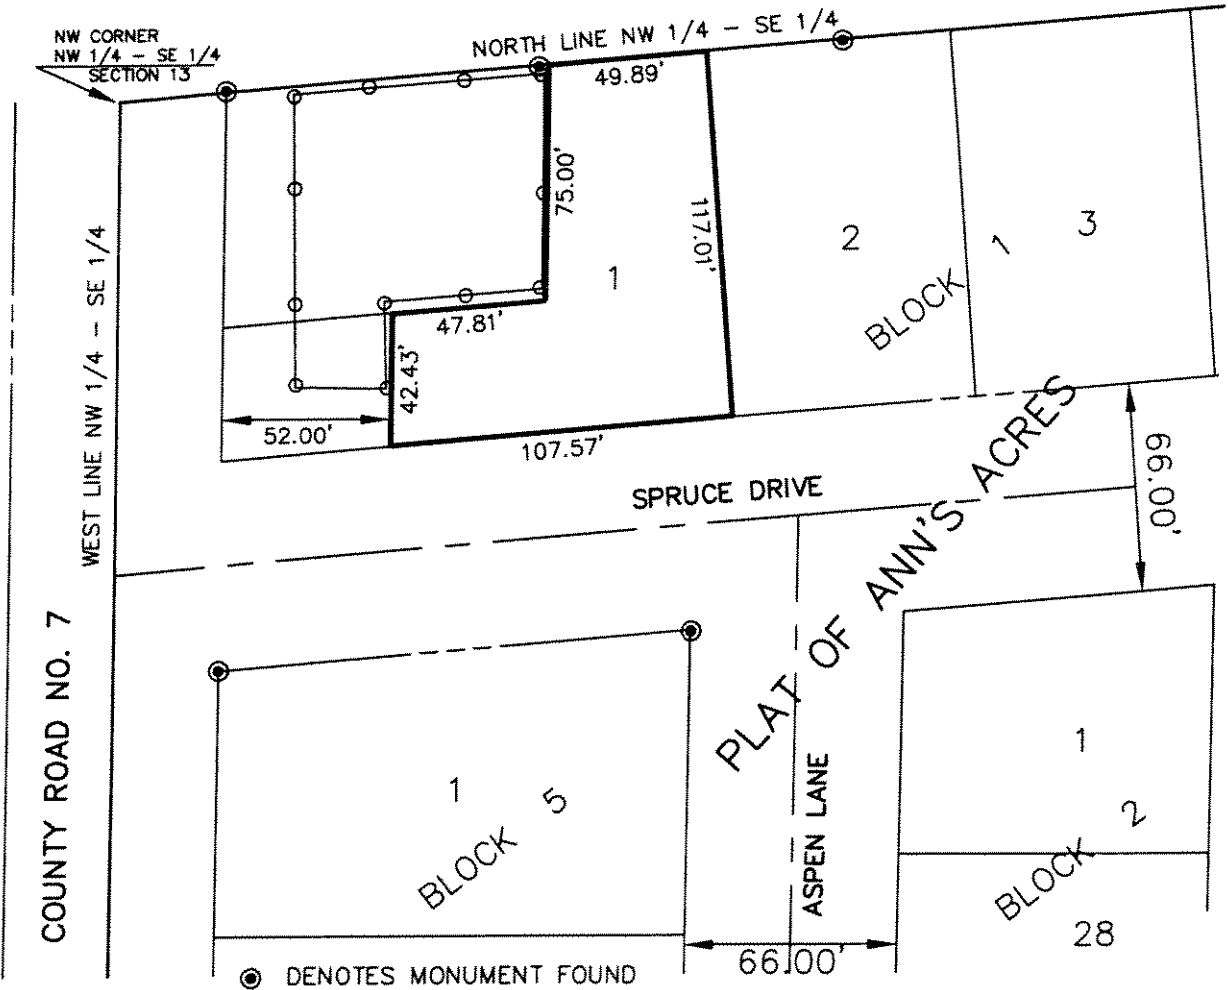 NW CORNER
NW 1/4 - SE 1/4
SECTION 13
NORTH LINE NW 1/4 - SE 1/4
49.89'
75.00'
117.01'
1
2
3
BLOCK 1
47.81'
42.43'
52.00'
107.57'
WEST LINE NW 1/4 - SE 1/4
SPRUCE DRIVE
66.00'
PLAT OF ANN'S ACRES
COUNTY ROAD NO. 7
1
BLOCK 5
ASPEN LANE
1
BLOCK 2
28
66.00'
DENOTES MONUMENT FOUND